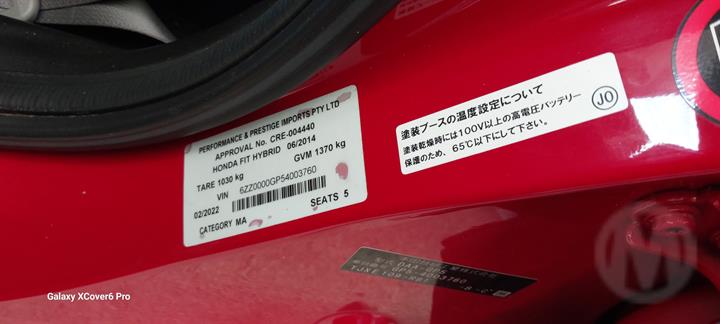 PERFORMANCE & PRESTIGE IMPORTS PTY LTD
APPROVAL No. CRE-004440
HONDA FIT HYBRID 06/2014
TARE 1030 kg GVM 1370 kg
VIN 6ZZ0000GP54003760
02/2022
CATEGORY MA SEATS 5
塗装ブースの温度設定について
塗装乾燥時には100V以上の高電圧バッテリー
保護のため、65℃以下にして下さい。
JO
DAA-GP5
GP5-4003760
M
Galaxy XCover6 Pro